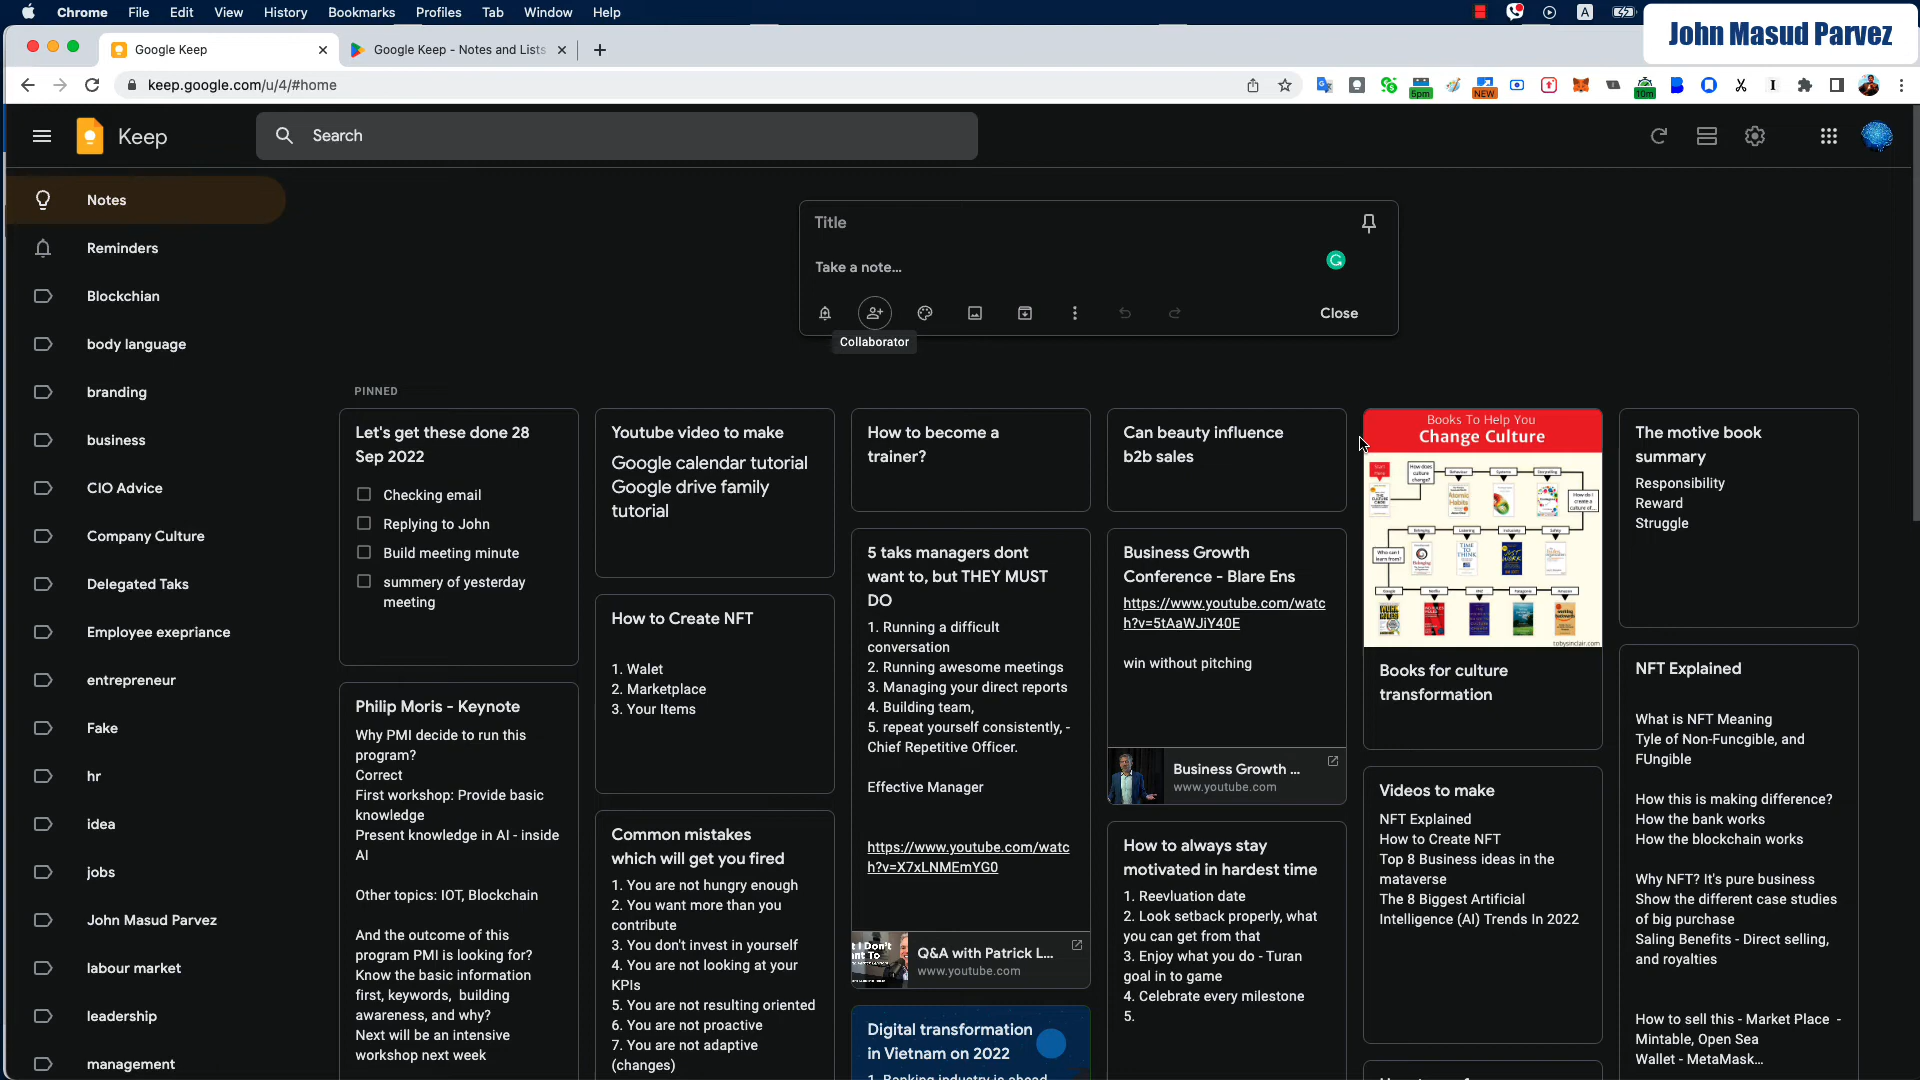 Chrome File Edit View History Bookmarks Profiles Tab Window Help
A
John Masud Parvez
Google Keep
Google Keep - Notes and Lists
keep.google.com/u/4/#home
5pm
NEW
10m
Keep
Search
Notes
Reminders
Blockchian
body language
branding
business
CIO Advice
Company Culture
Delegated Taks
Employee exepriance
entrepreneur
Fake
hr
idea
jobs
John Masud Parvez
labour market
leadership
management
Title
Take a note...
Close
Collaborator
PINNED
Let's get these done 28
Sep 2022
Checking email
Replying to John
Build meeting minute
summery of yesterday
meeting
Philip Moris - Keynote
Why PMI decide to run this
program?
Correct
First workshop: Provide basic
knowledge
Present knowledge in AI - inside
AI
Other topics: IOT, Blockchain
And the outcome of this
program PMI is looking for?
Know the basic information
first, keywords, building
awareness, and why?
Next will be an intensive
workshop next week
Youtube video to make
Google calendar tutorial
Google drive family
tutorial
How to Create NFT
1. Walet
2. Marketplace
3. Your Items
Common mistakes
which will get you fired
1. You are not hungry enough
2. You want more than you
contribute
3. You don't invest in yourself
4. You are not looking at your
KPIs
5. You are not resulting oriented
6. You are not proactive
7. You are not adaptive
(changes)
How to become a
trainer?
5 taks managers dont
want to, but THEY MUST
DO
1. Running a difficult
conversation
2. Running awesome meetings
3. Managing your direct reports
4. Building team,
5. repeat yourself consistently, -
Chief Repetitive Officer.
Effective Manager
https://www.youtube.com/watc
h?v=X7xLNMEmYG0
Q&A with Patrick L...
www.youtube.com
Digital transformation
in Vietnam on 2022
1. Banking industry is ahead
Can beauty influence
b2b sales
Business Growth
Conference - Blare Ens
https://www.youtube.com/watc
h?v=5tAaWJiY40E
win without pitching
Business Growth ...
www.youtube.com
How to always stay
motivated in hardest time
1. Reevluation date
2. Look setback properly, what
you can get from that
3. Enjoy what you do - Turan
goal in to game
4. Celebrate every milestone
5.
Books To Help You
Change Culture
Atomic
Habits
TIME
TO
THINK
tobysinclair.com
Books for culture
transformation
Videos to make
NFT Explained
How to Create NFT
Top 8 Business ideas in the
mataverse
The 8 Biggest Artificial
Intelligence (AI) Trends In 2022
The motive book
summary
Responsibility
Reward
Struggle
NFT Explained
What is NFT Meaning
Tyle of Non-Funcgible, and
FUngible
How this is making difference?
How the bank works
How the blockchain works
Why NFT? It's pure business
Show the different case studies
of big purchase
Saling Benefits - Direct selling,
and royalties
How to sell this - Market Place -
Mintable, Open Sea
Wallet - MetaMask...